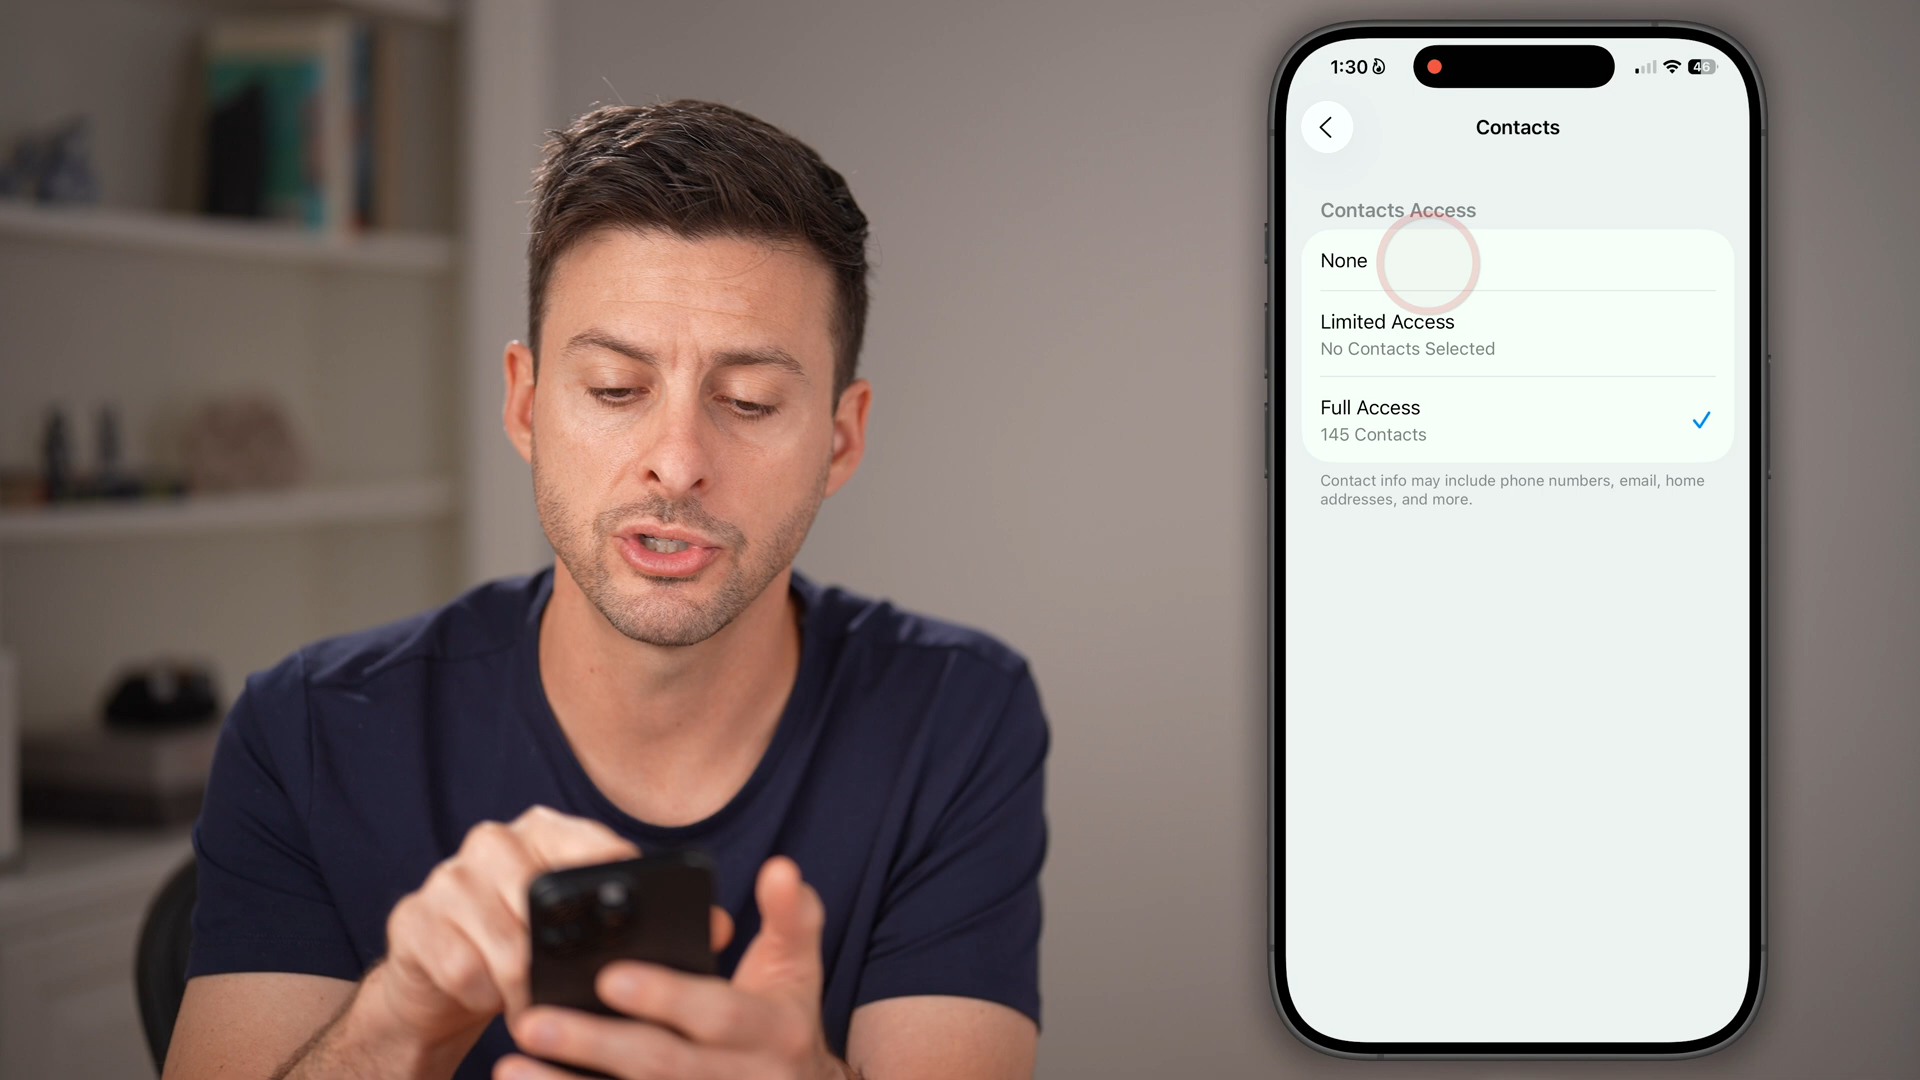 1:30
46
Contacts
Contacts Access
None
Limited Access
No Contacts Selected
Full Access
145 Contacts
Contact info may include phone numbers, email, home
addresses, and more.